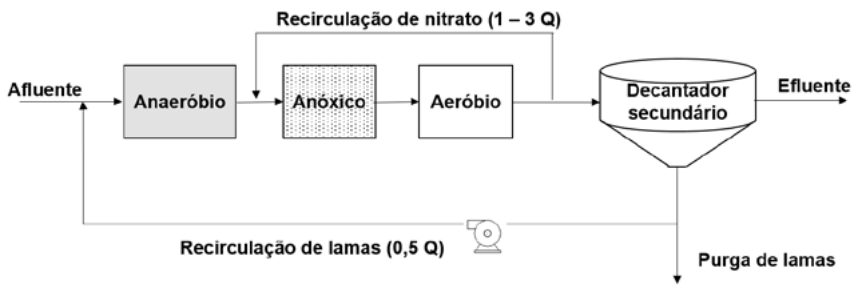 Recirculação de nitrato (1 – 3 Q)
Afluente
Anaeróbio
Anóxico
Aeróbio
Decantador
secundário
Efluente
Recirculação de lamas (0,5 Q)
Purga de lamas